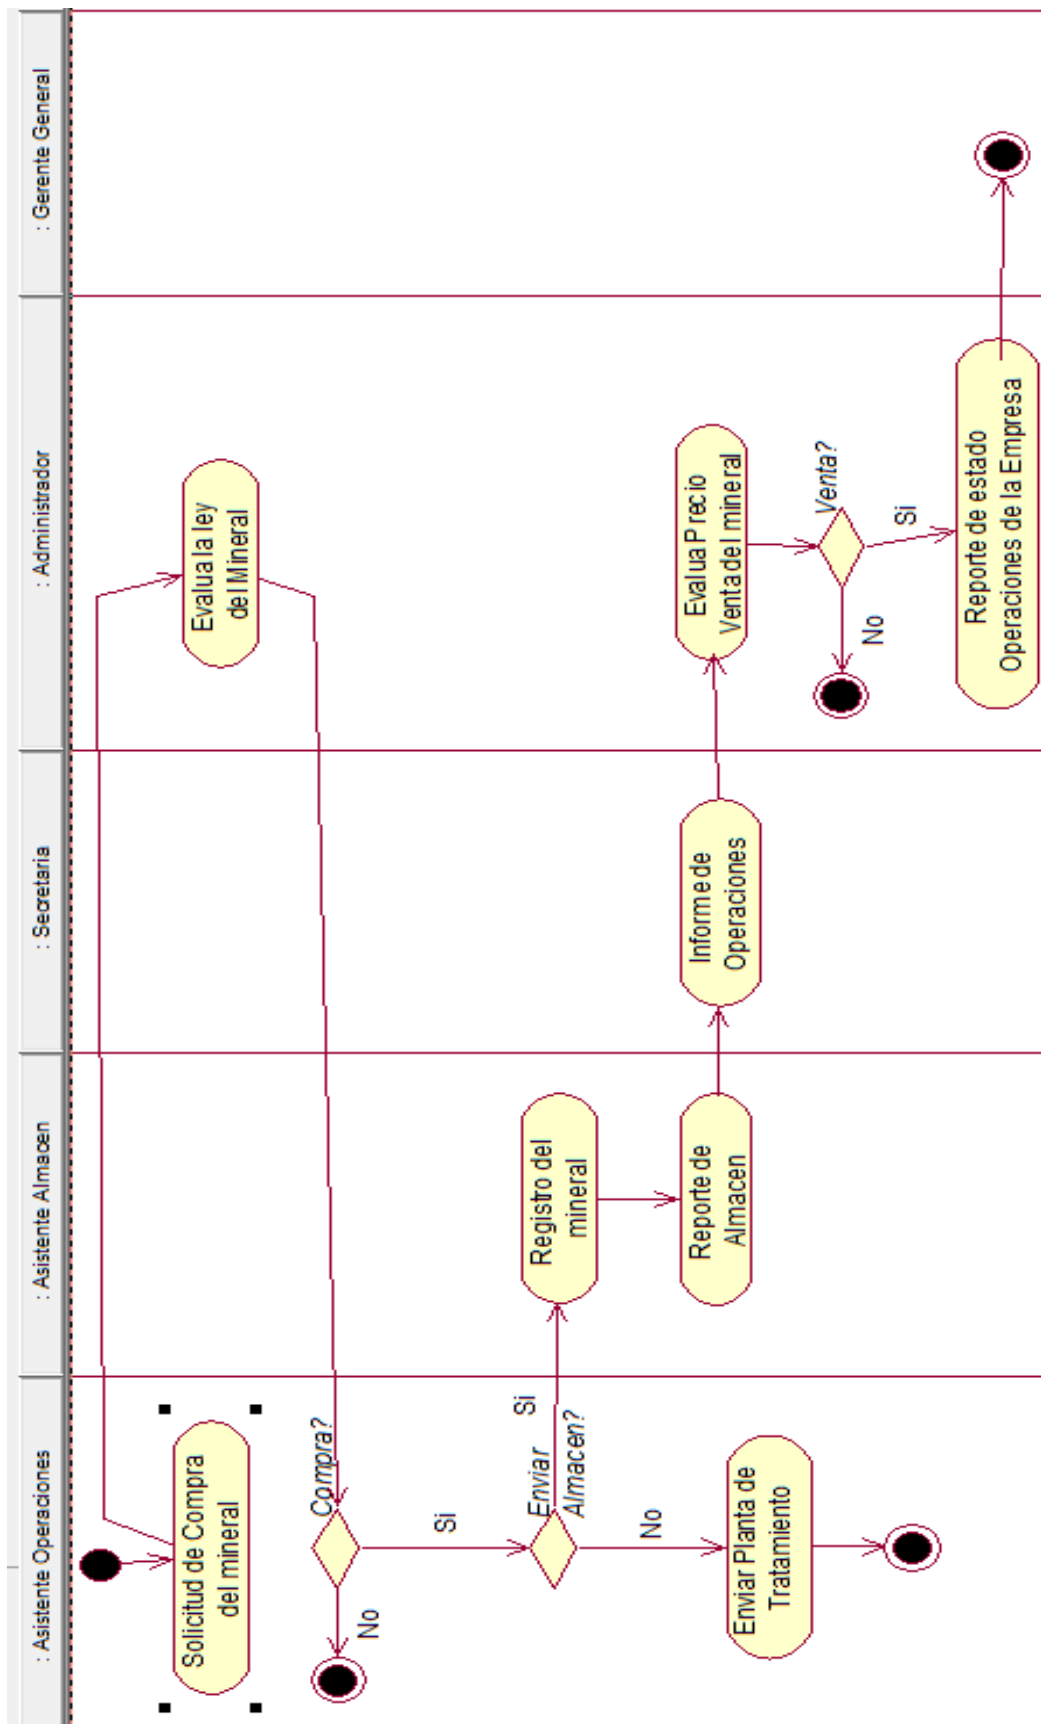 : Asistente Operaciones
: Asistente Almacen
: Secretaria
: Administrador
: Gerente General
Solicitud de Compra
del mineral
Evalua la ley
del Mineral
Compra?
No
Si
Enviar
Almacen?
Si
No
Registro del
mineral
Reporte de
Almacen
Informe de
Operaciones
Evalua Precio
Venta del mineral
Enviar Planta de
Tratamiento
Venta?
No
Si
Reporte de estado
Operaciones de la Empresa